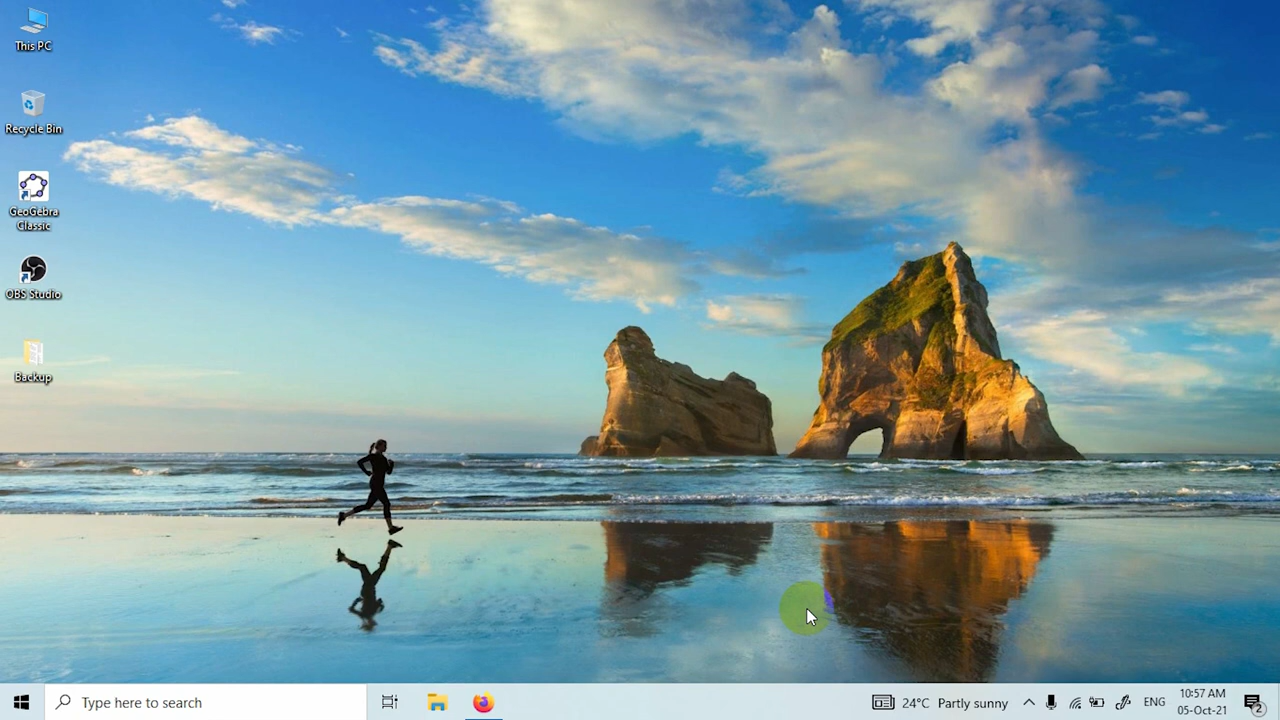 This PC
Recycle Bin
GeoGebra
Classic
OBS Studio
Backup
Type here to search
24°C Partly sunny
ENG
10:57 AM
05-Oct-21
2